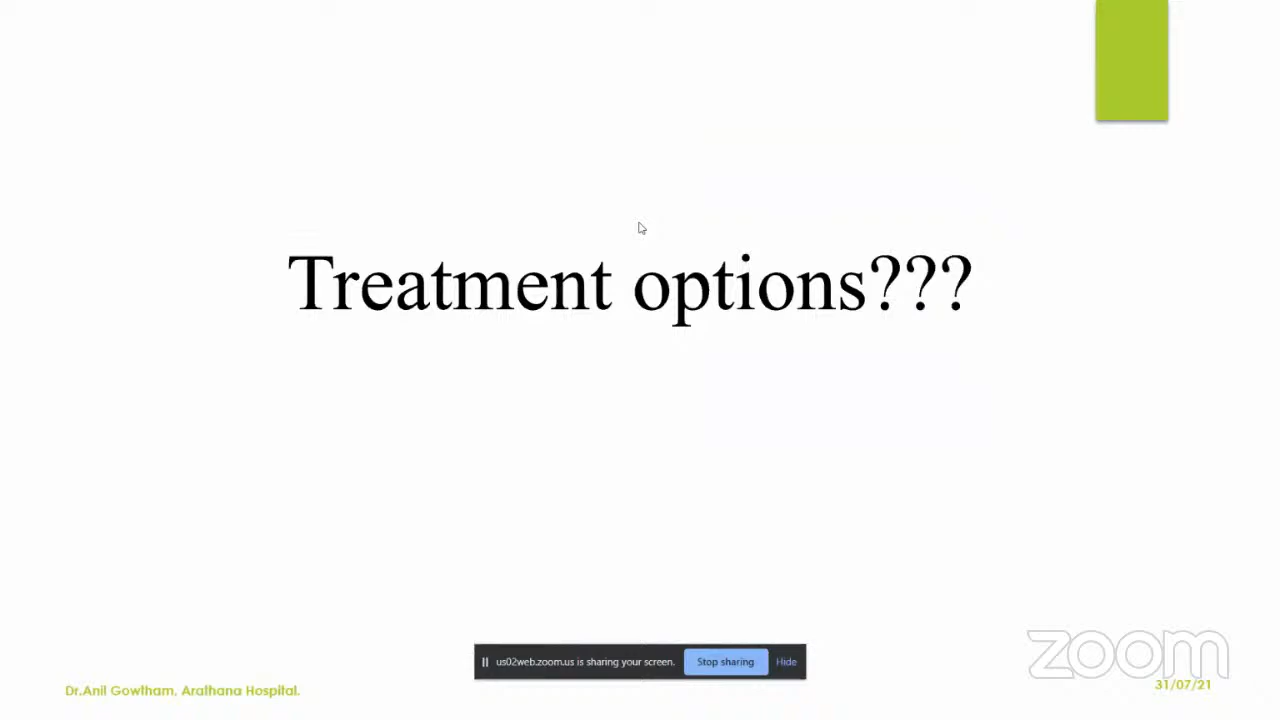 Treatment options???
us02web.zoom.us is sharing your screen.
Stop sharing
Hide
zoom
Dr.Anil Gowtham, Arathana Hospital.
31/07/21